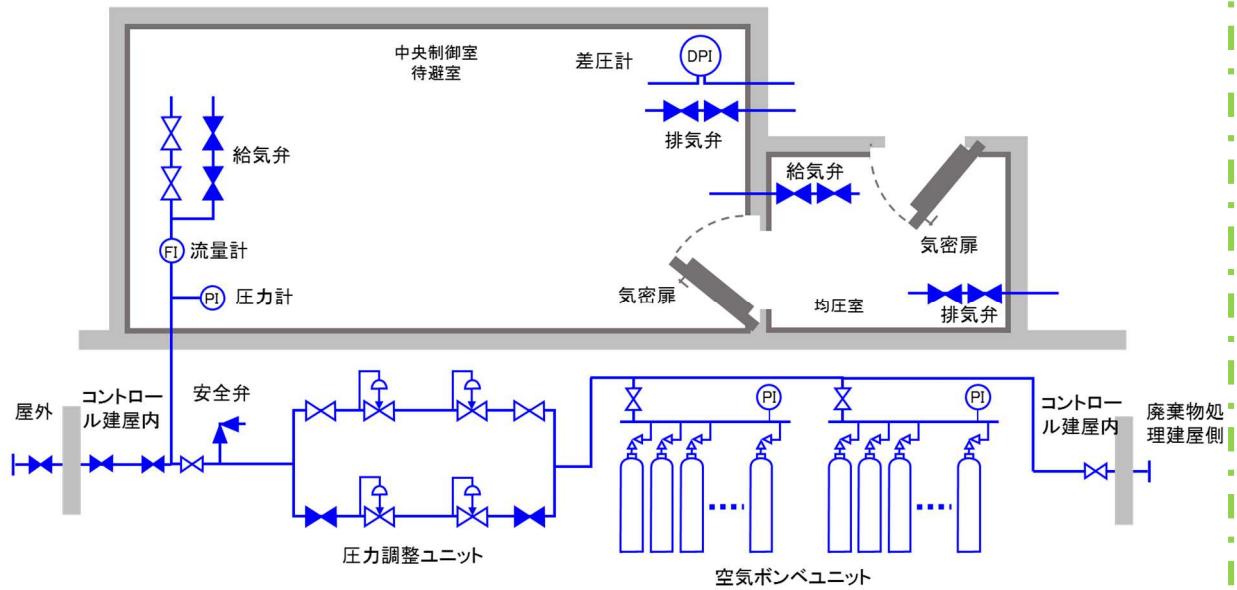 中央制御室
待避室
差圧計
DPI
排気弁
給気弁
給気弁
気密扉
FI
流量計
気密扉
PI
圧力計
均圧室
排気弁
屋外
コントロー
ル建屋内
安全弁
PI
PI
コントロー
ル建屋内
廃棄物処
理建屋側
圧力調整ユニット
空気ボンベユニット